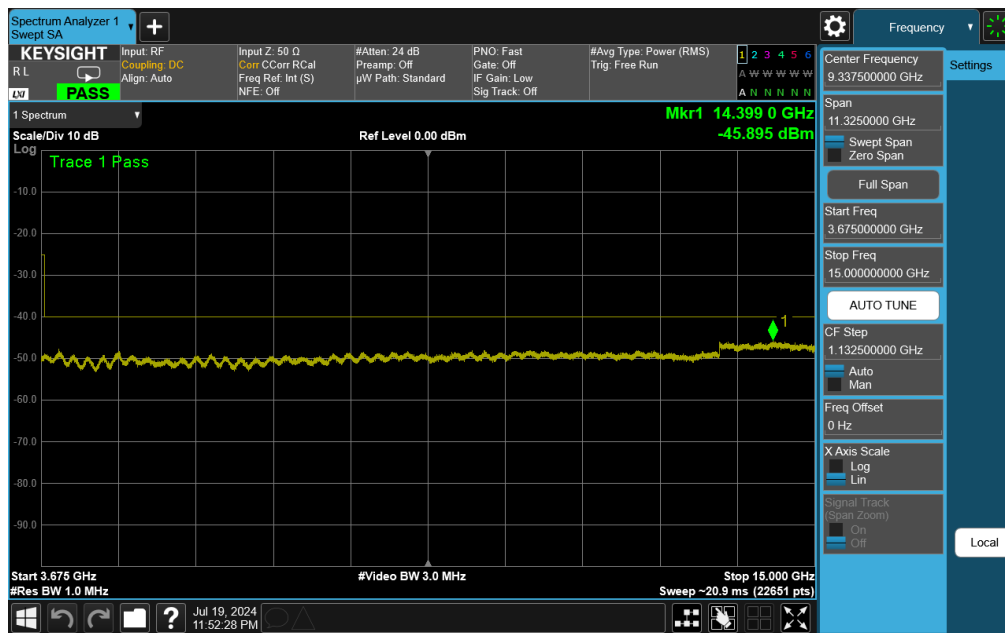 Spectrum Analyzer 1
Swept SA
+
Frequency
KEYSIGHT
R L
LXI
PASS
Input: RF
Coupling: DC
Align: Auto
Input Z: 50 Ω
Corr CCorr RCal
Freq Ref: Int (S)
NFE: Off
#Atten: 24 dB
Preamp: Off
µW Path: Standard
PNO: Fast
Gate: Off
IF Gain: Low
Sig Track: Off
#Avg Type: Power (RMS)
Trig: Free Run
1 2 3 4 5 6
A W W W W W
A N N N N N
1 Spectrum
Mkr1 14.399 0 GHz
-45.895 dBm
Scale/Div 10 dB
Ref Level 0.00 dBm
Log
Trace 1 Pass
-10.0
-20.0
-30.0
-40.0
1
-50.0
-60.0
-70.0
-80.0
-90.0
Start 3.675 GHz
#Video BW 3.0 MHz
Stop 15.000 GHz
#Res BW 1.0 MHz
Sweep ~20.9 ms (22651 pts)
Center Frequency
9.337500000 GHz
Span
11.3250000 GHz
Swept Span
Zero Span
Full Span
Start Freq
3.675000000 GHz
Stop Freq
15.000000000 GHz
AUTO TUNE
CF Step
1.132500000 GHz
Auto
Man
Freq Offset
0 Hz
X Axis Scale
Log
Lin
Signal Track
(Span Zoom)
On
Off
Settings
Local
?
Jul 19, 2024
11:52:28 PM